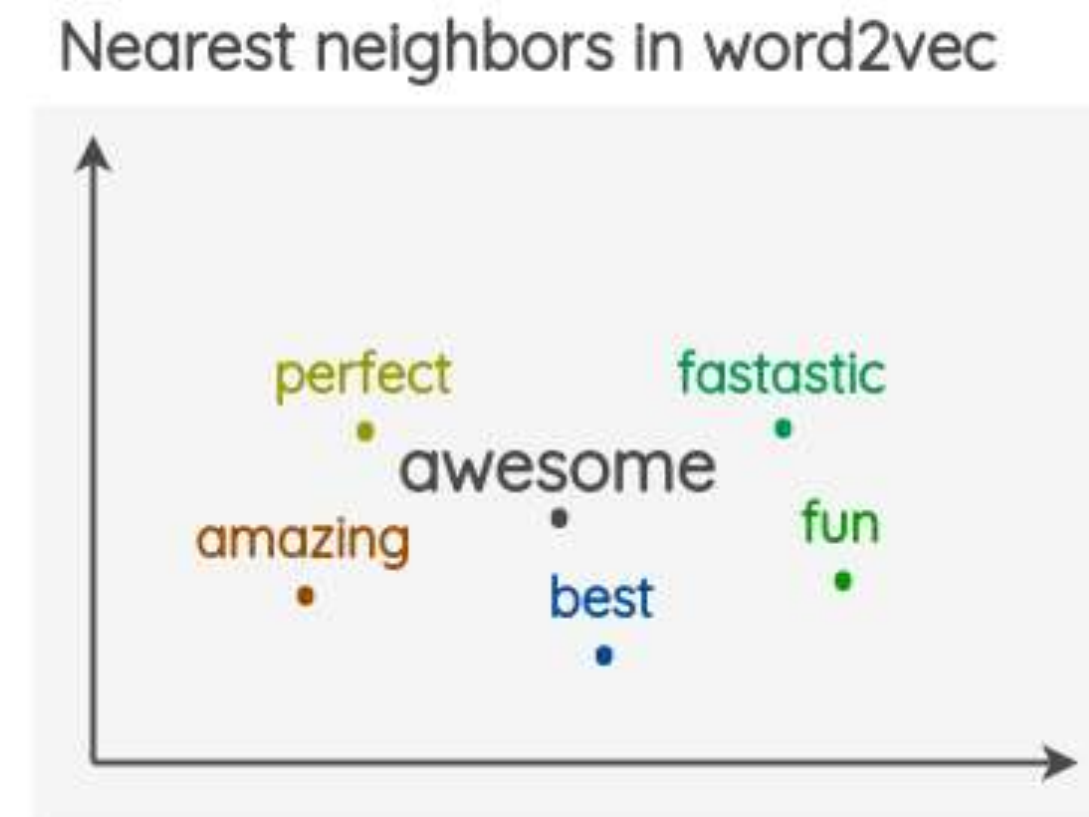 Nearest neighbors in word2vec
perfect
fastastic
awesome
fun
amazing
best